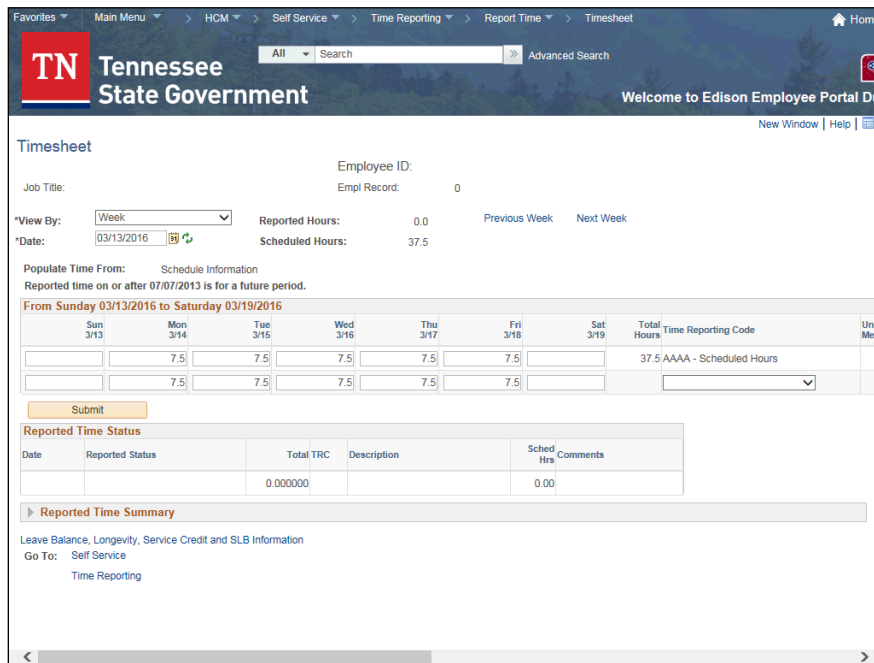 Favorites Main Menu > HCM > Self Service > Time Reporting > Report Time > Timesheet Hom
TN Tennessee State Government
All Search » Advanced Search
Welcome to Edison Employee Portal
New Window | Help |
Timesheet
Employee ID:
Job Title: Empl Record: 0
*View By: Week Reported Hours: 0.0 Previous Week Next Week
*Date: 03/13/2016 31 Scheduled Hours: 37.5
Populate Time From: Schedule Information
Reported time on or after 07/07/2013 is for a future period.
From Sunday 03/13/2016 to Saturday 03/19/2016
Sun 3/13 Mon 3/14 Tue 3/15 Wed 3/16 Thu 3/17 Fri 3/18 Sat 3/19 Total Hours Time Reporting Code Un Me
7.5 7.5 7.5 7.5 7.5 37.5 AAAA - Scheduled Hours
7.5 7.5 7.5 7.5 7.5
Submit
Reported Time Status
Date Reported Status Total TRC Description Sched Hrs Comments
0.000000 0.00
Reported Time Summary
Leave Balance, Longevity, Service Credit and SLB Information
Go To: Self Service
Time Reporting